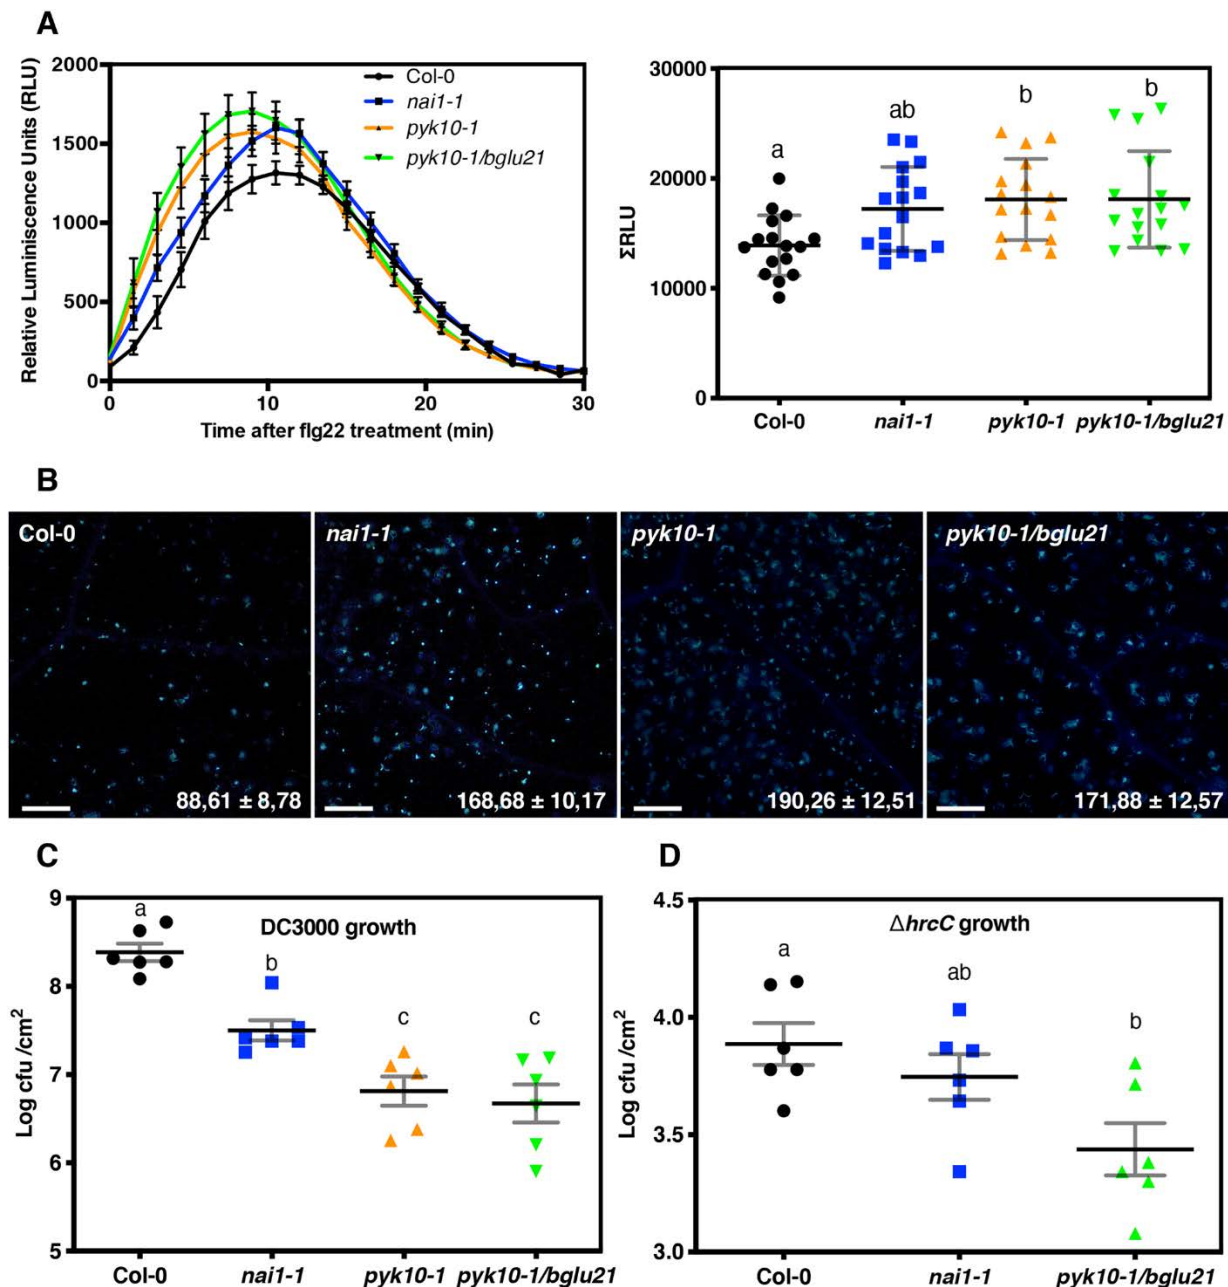 A
Relative Luminiscence Units (RLU)
2000
1500
1000
500
0
0
10
20
30
Time after flg22 treatment (min)
Col-0
nai1-1
pyk10-1
pyk10-1/bglu21
ΣRLU
30000
20000
10000
0
a
ab
b
b
Col-0
nai1-1
pyk10-1
pyk10-1/bglu21
B
Col-0
88,61 ± 8,78
nai1-1
168,68 ± 10,17
pyk10-1
190,26 ± 12,51
pyk10-1/bglu21
171,88 ± 12,57
C
DC3000 growth
Log cfu /cm²
9
8
7
6
5
a
b
c
c
Col-0
nai1-1
pyk10-1
pyk10-1/bglu21
D
ΔhrcC growth
Log cfu /cm²
4.5
4.0
3.5
3.0
a
ab
b
Col-0
nai1-1
pyk10-1/bglu21